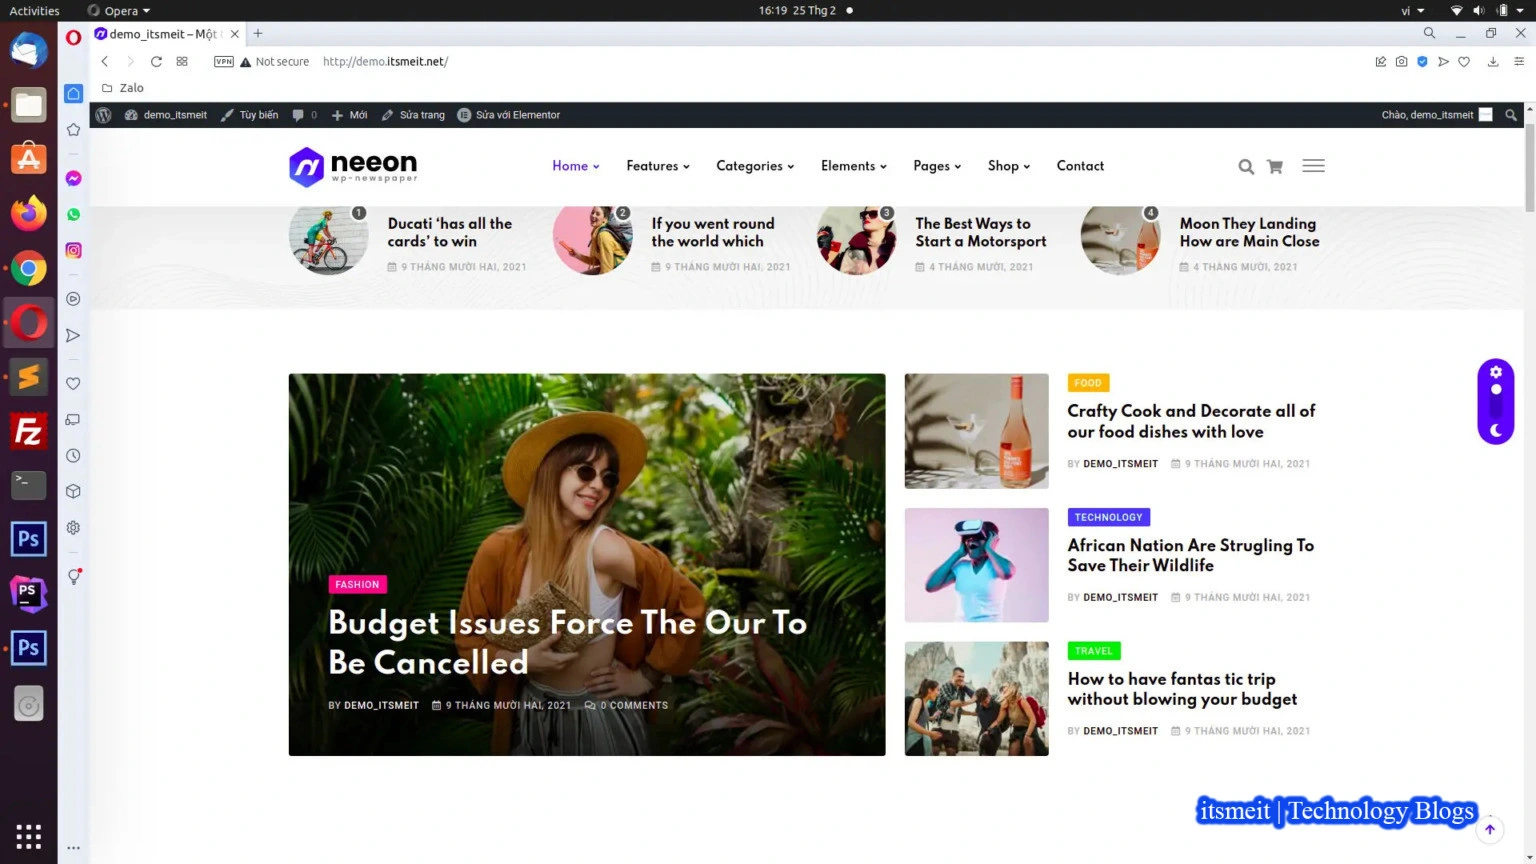 Activities
Opera
16:19 25 Thg 2
vi
demo_itsmeit – Một
VPN
Not secure
http://demo.itsmeit.net/
Zalo
demo_itsmeit
Tùy biến
0
Mới
Sửa trang
Sửa với Elementor
Chào, demo_itsmeit
neeon
wp-newspaper
Home
Features
Categories
Elements
Pages
Shop
Contact
1
Ducati ‘has all the
cards’ to win
9 THÁNG MƯỜI HAI, 2021
2
If you went round
the world which
9 THÁNG MƯỜI HAI, 2021
3
The Best Ways to
Start a Motorsport
4 THÁNG MƯỜI HAI, 2021
4
Moon They Landing
How are Main Close
4 THÁNG MƯỜI HAI, 2021
FASHION
Budget Issues Force The Our To
Be Cancelled
BY DEMO_ITSMEIT 9 THÁNG MƯỜI HAI, 2021 0 COMMENTS
FOOD
Crafty Cook and Decorate all of
our food dishes with love
BY DEMO_ITSMEIT 9 THÁNG MƯỜI HAI, 2021
TECHNOLOGY
African Nation Are Strugling To
Save Their Wildlife
BY DEMO_ITSMEIT 9 THÁNG MƯỜI HAI, 2021
TRAVEL
How to have fantas tic trip
without blowing your budget
BY DEMO_ITSMEIT 9 THÁNG MƯỜI HAI, 2021
Fz
>_
Ps
PS
Ps
itsmeit | Technology Blogs